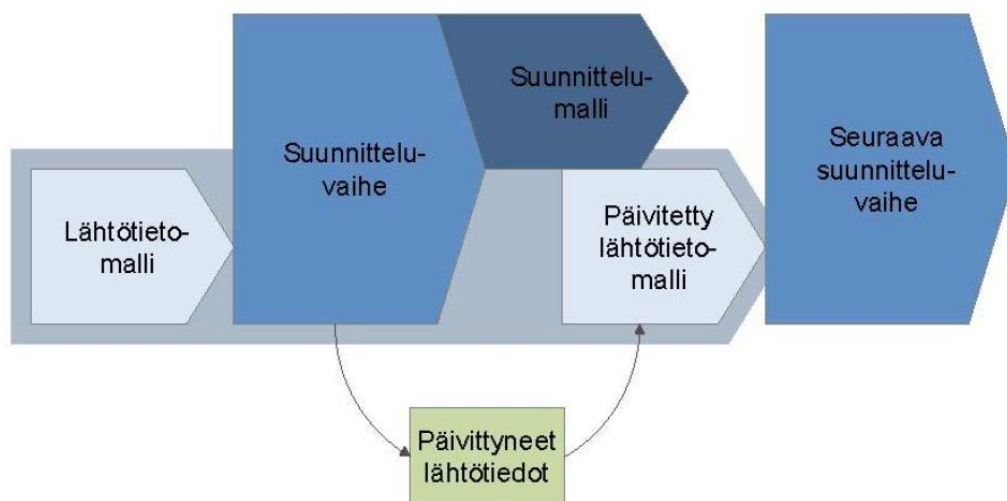 Lähtötieto-
malli
Suunnittelu-
vaihe
Suunnittelu-
malli
Päivitetty
lähtötieto-
malli
Seuraava
suunnittelu-
vaihe
Päivittyneet
lähtötiedot